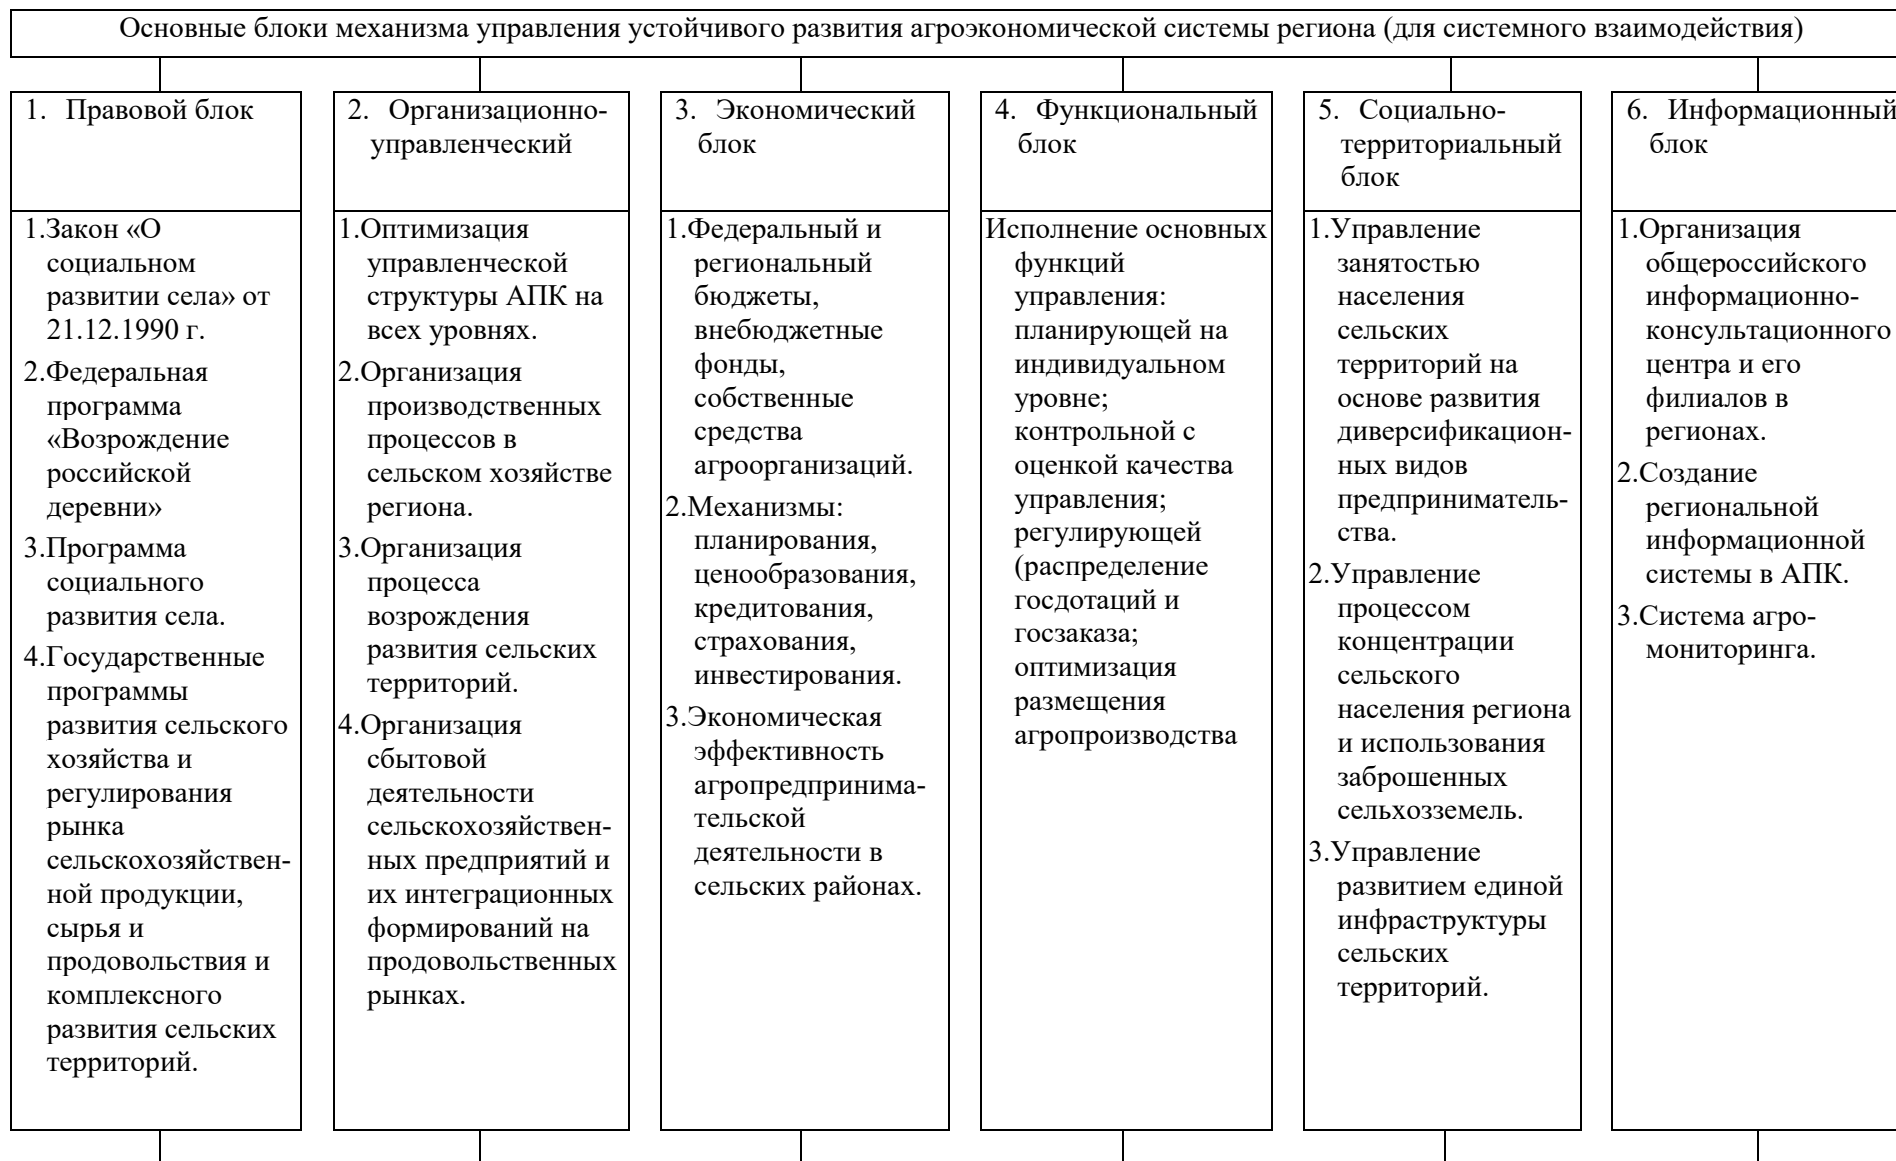 Основные блоки механизма управления устойчивого развития агроэкономической системы региона (для системного взаимодействия)
1. Правовой блок
1.Закон «О
социальном
развитии села» от
21.12.1990 г.
2.Федеральная
программа
«Возрождение
российской
деревни»
3.Программа
социального
развития села.
4.Государственные
программы
развития сельского
хозяйства и
регулирования
рынка
сельскохозяйствен-
ной продукции,
сырья и
продовольствия и
комплексного
развития сельских
территорий.
2. Организационно-
управленческий
1.Оптимизация
управленческой
структуры АПК на
всех уровнях.
2.Организация
производственных
процессов в
сельском хозяйстве
региона.
3.Организация
процесса
возрождения
развития сельских
территорий.
4.Организация
сбытовой
деятельности
сельскохозяйствен-
ных предприятий и
их интеграционных
формирований на
продовольственных
рынках.
3. Экономический
блок
1.Федеральный и
региональный
бюджеты,
внебюджетные
фонды,
собственные
средства
агроорганизаций.
2.Механизмы:
планирования,
ценообразования,
кредитования,
страхования,
инвестирования.
3.Экономическая
эффективность
агропредпринима-
тельской
деятельности в
сельских районах.
4. Функциональный
блок
Исполнение основных
функций
управления:
планирующей на
индивидуальном
уровне;
контрольной с
оценкой качества
управления;
регулирующей
(распределение
госдотаций и
госзаказа;
оптимизация
размещения
агропроизводства
5. Социально-
территориальный
блок
1.Управление
занятостью
населения
сельских
территорий на
основе развития
диверсификацион-
ных видов
предприниматель-
ства.
2.Управление
процессом
концентрации
сельского
населения региона
и использования
заброшенных
сельхозземель.
3.Управление
развитием единой
инфраструктуры
сельских
территорий.
6. Информационный
блок
1.Организация
общероссийского
информационно-
консультационного
центра и его
филиалов в
регионах.
2.Создание
региональной
информационной
системы в АПК.
3.Система агро-
мониторинга.